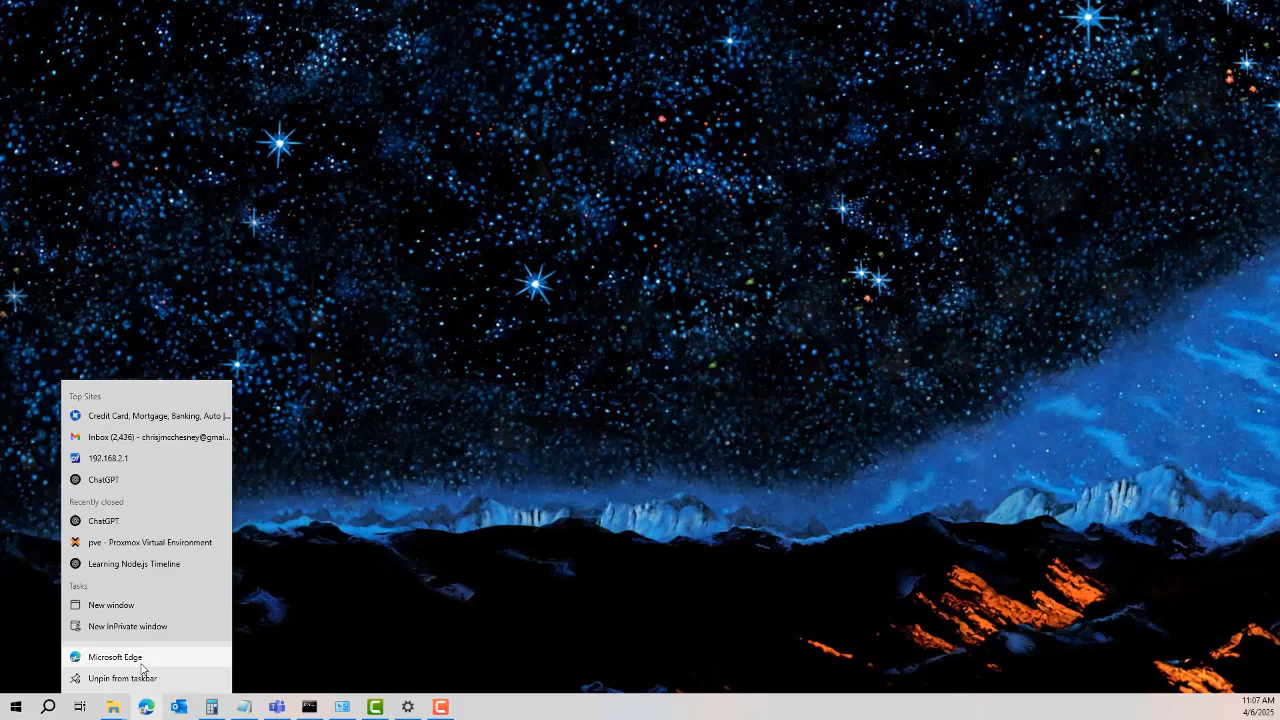 Top Sites
Credit Card, Mortgage, Banking, Auto |...
Inbox (2,436) - chrisjmcchesney@gmai...
192.168.2.1
ChatGPT
Recently closed
ChatGPT
pve - Proxmox Virtual Environment
Learning Node.js Timeline
Tasks
New window
New InPrivate window
Microsoft Edge
Unpin from taskbar
11:07 AM
4/6/2025